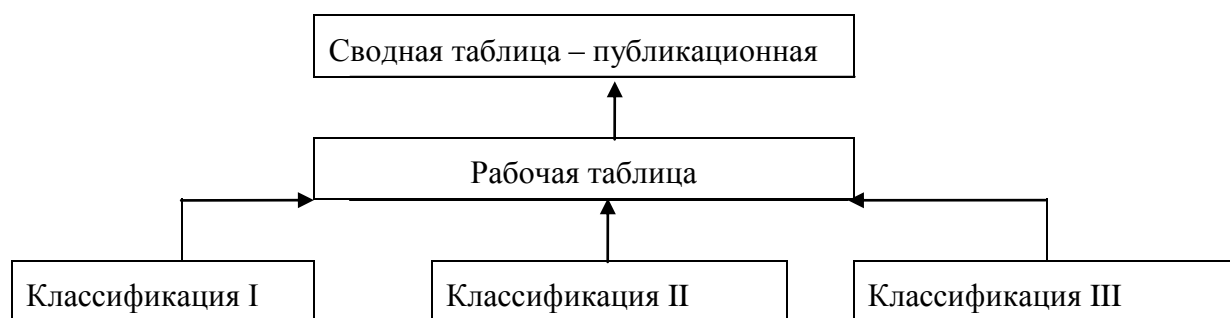 Сводная таблица – публикационная
Рабочая таблица
Классификация I
Классификация II
Классификация III